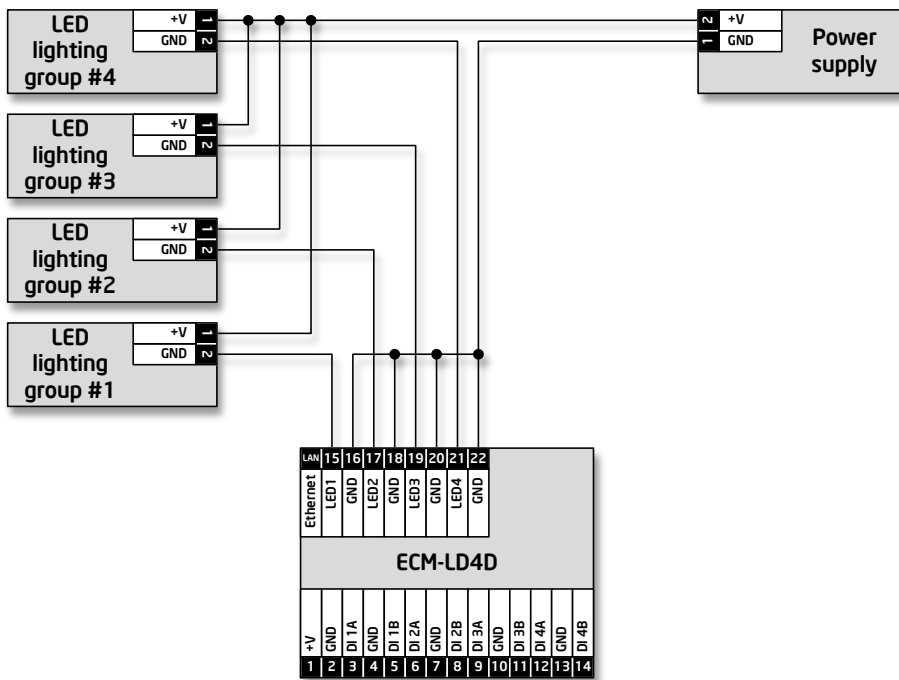 LED
lighting
group #4
+V 1
GND 2
2 +V
1 GND
Power
supply
LED
lighting
group #3
+V 1
GND 2
LED
lighting
group #2
+V 1
GND 2
LED
lighting
group #1
+V 1
GND 2
LAN 15 16 17 18 19 20 21 22
Ethernet LED1 GND LED2 GND LED3 GND LED4 GND
ECM-LD4D
+V GND DI 1A GND DI 1B DI 2A GND DI 2B DI 3A GND DI 3B DI 4A GND DI 4B
1 2 3 4 5 6 7 8 9 10 11 12 13 14